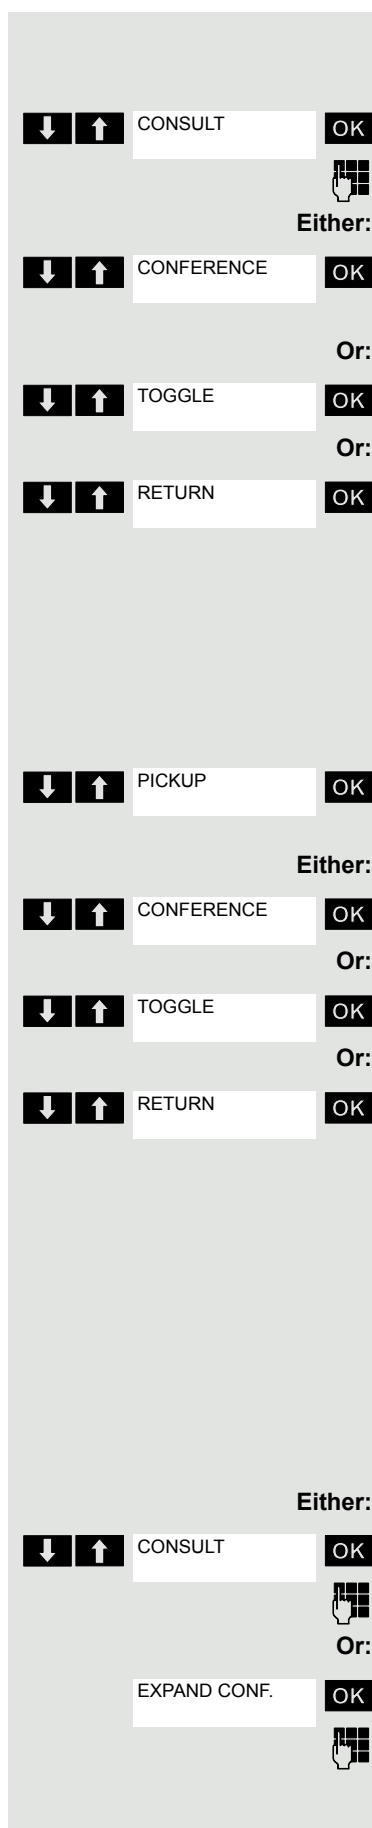 CONSULT OK
Either:
CONFERENCE OK
Or:
TOGGLE OK
Or:
RETURN OK
PICKUP OK
Either:
CONFERENCE OK
Or:
TOGGLE OK
Or:
RETURN OK
Either:
CONSULT OK
Or:
EXPAND CONF. OK